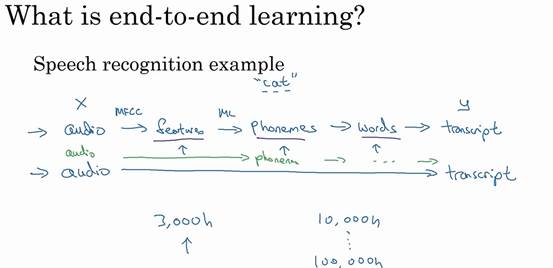 What is end-to-end learning?
Speech recognition example
"cat"
X MFCC ML y
→ audio → features → Phonemes → words → transcript
audio → phonem → ... →
→ audio → transcript
3,000h 10,000h
100,000h